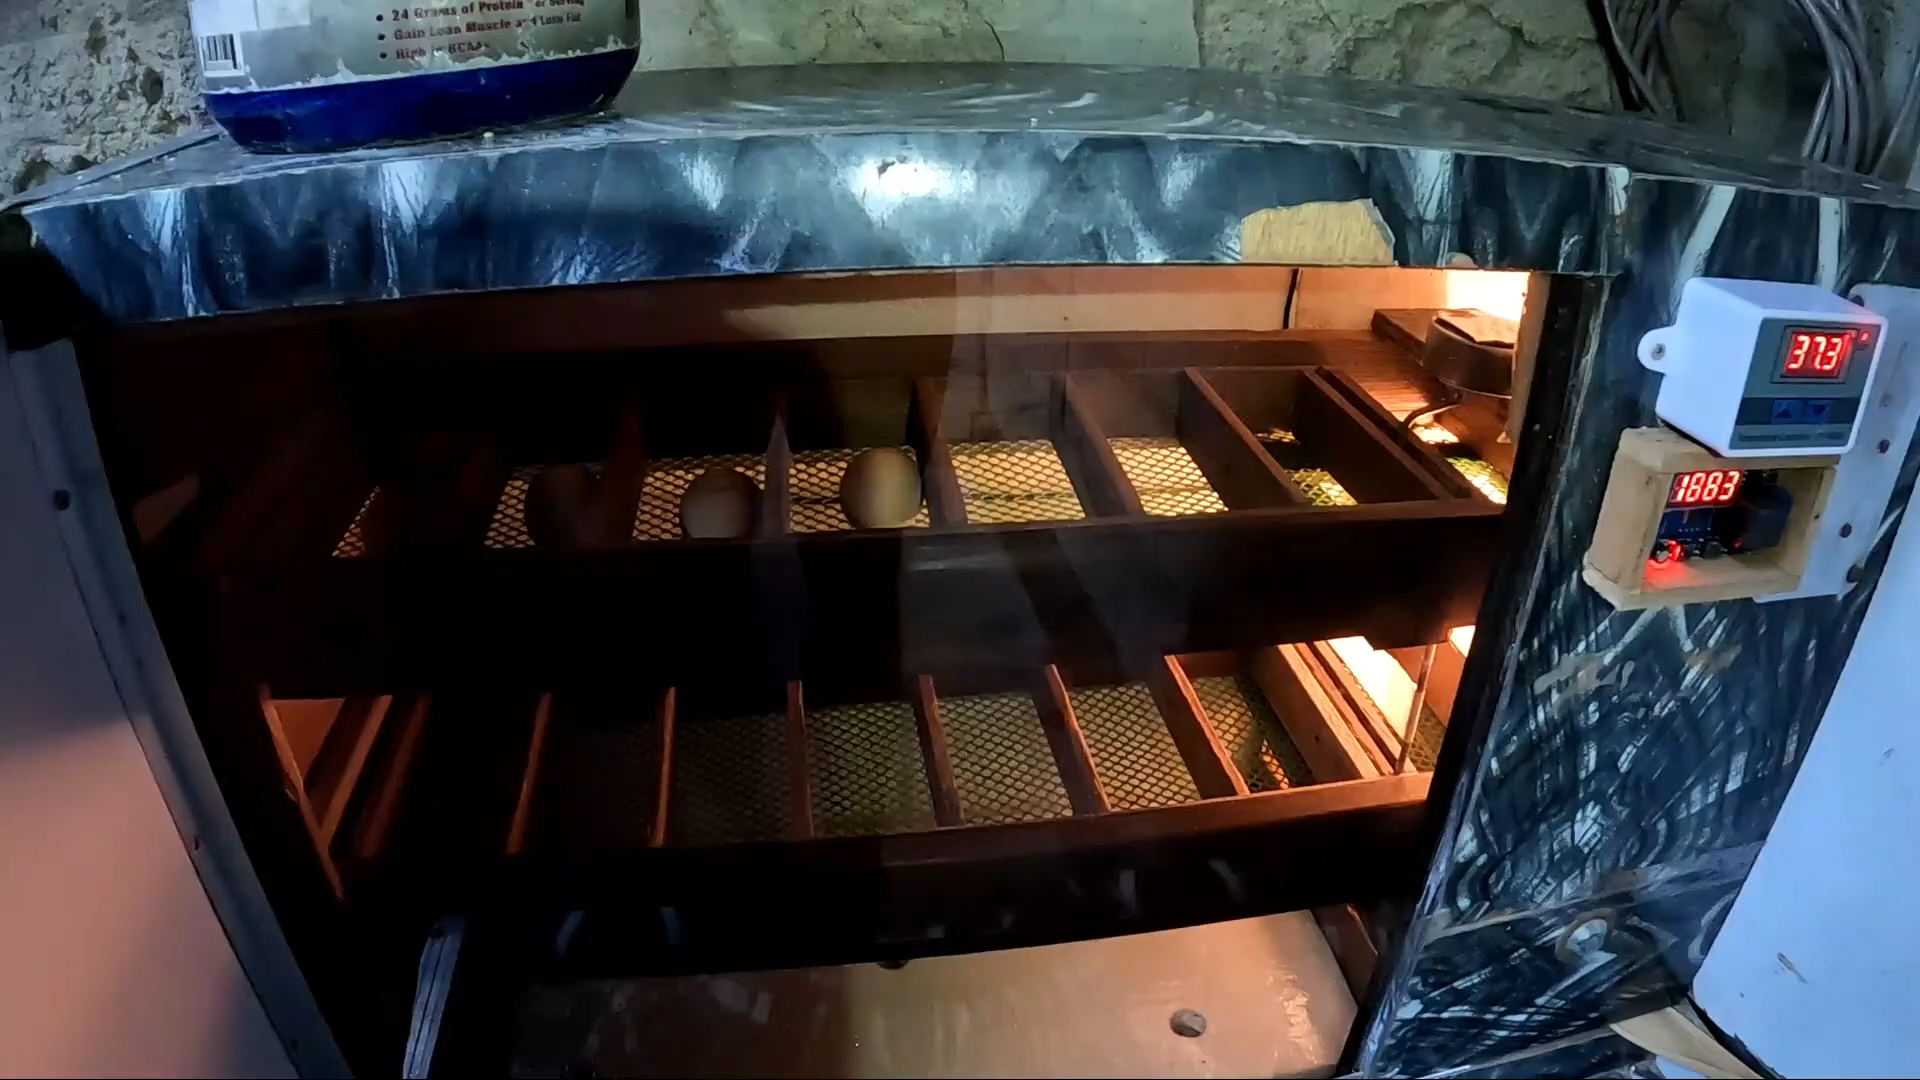 24 Grams of Protein
Gain Lean Muscle and Lose Fat
High in BCAAs
37.3
1883